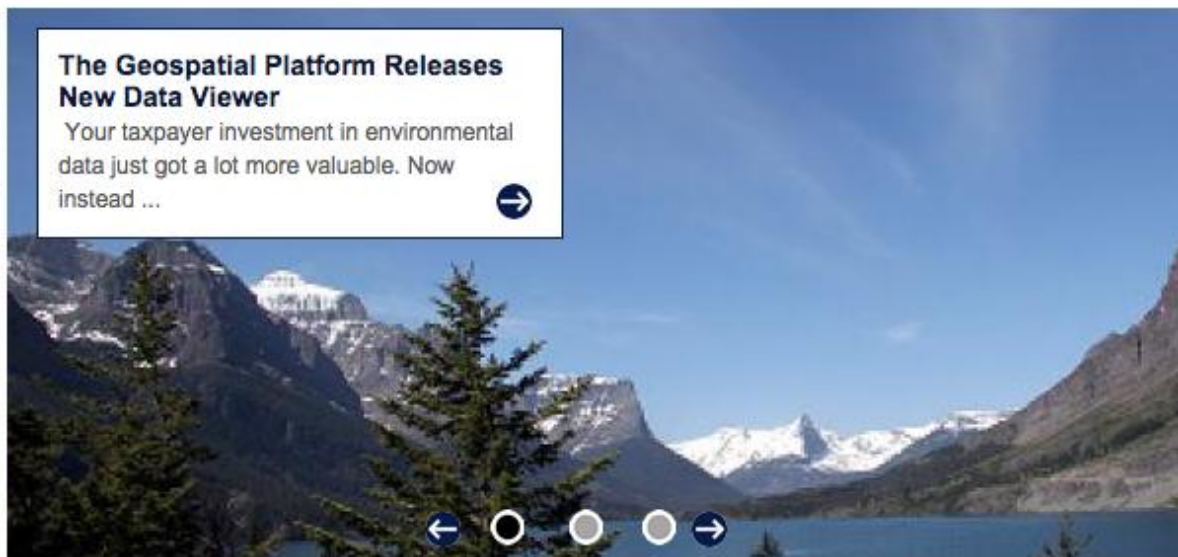 The Geospatial Platform Releases
New Data Viewer
Your taxpayer investment in environmental
data just got a lot more valuable. Now
instead ...